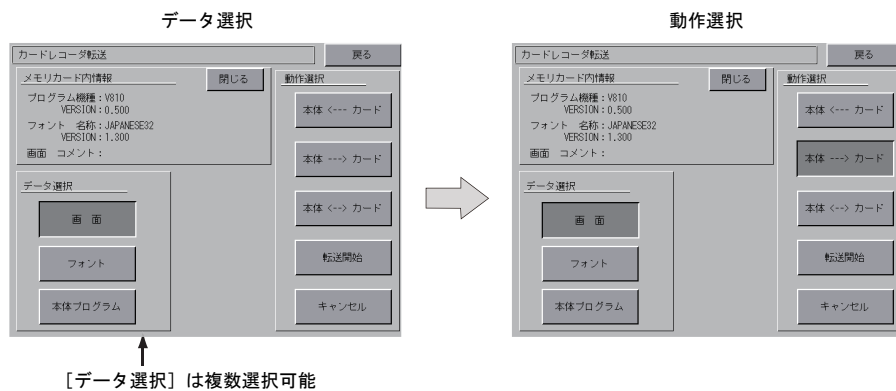 データ選択
カードレコーダ転送
戻る
メモリカード内情報
閉じる
プログラム機種：V810
VERSION：0.500
フォント 名称：JAPANESE32
VERSION：1.300
画面 コメント：
動作選択
本体 <--- カード
本体 ---> カード
本体 <--> カード
転送開始
キャンセル
データ選択
画 面
フォント
本体プログラム
［データ選択］は複数選択可能
動作選択
カードレコーダ転送
戻る
メモリカード内情報
閉じる
プログラム機種：V810
VERSION：0.500
フォント 名称：JAPANESE32
VERSION：1.300
画面 コメント：
動作選択
本体 <--- カード
本体 ---> カード
本体 <--> カード
転送開始
キャンセル
データ選択
画 面
フォント
本体プログラム